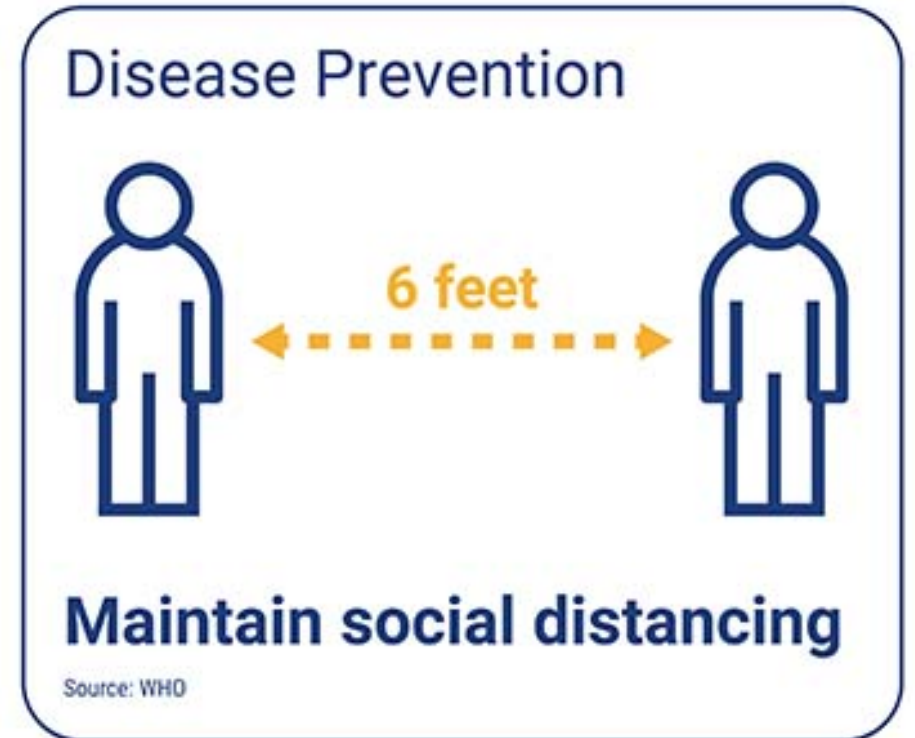 Disease Prevention
6 feet
Maintain social distancing
Source: WHO